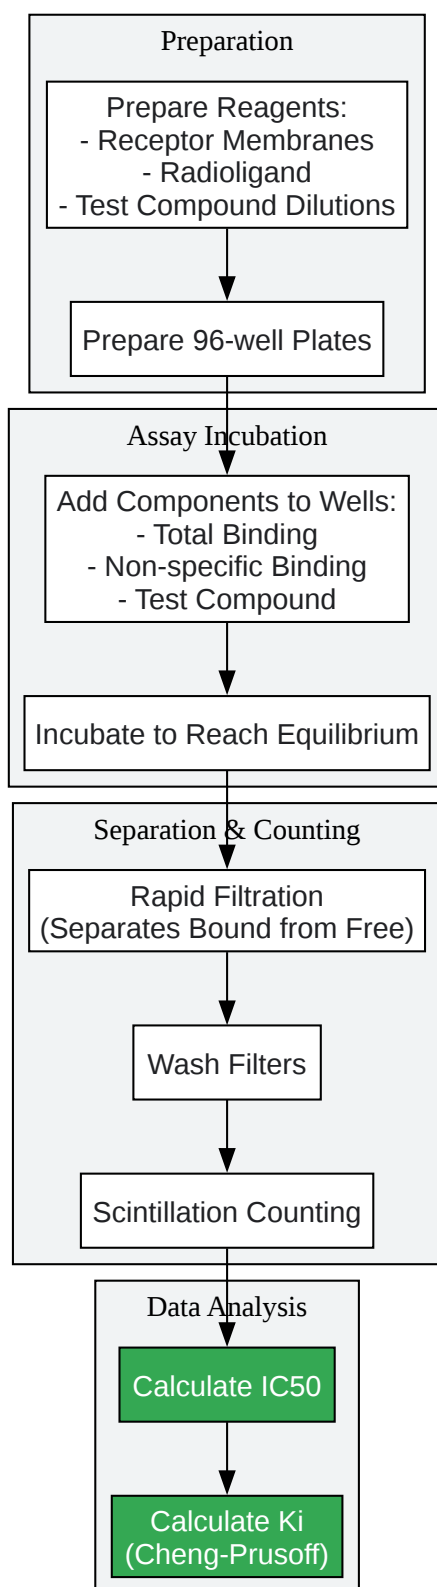 Preparation
Prepare Reagents:
- Receptor Membranes
- Radioligand
- Test Compound Dilutions
Prepare 96-well Plates
Assay Incubation
Add Components to Wells:
- Total Binding
- Non-specific Binding
- Test Compound
Incubate to Reach Equilibrium
Separation & Counting
Rapid Filtration
(Separates Bound from Free)
Wash Filters
Scintillation Counting
Data Analysis
Calculate IC50
Calculate Ki
(Cheng-Prusoff)